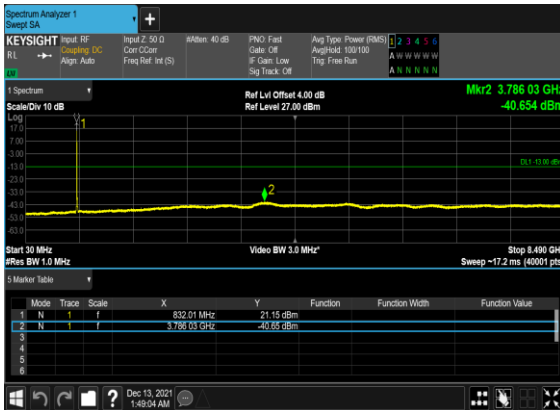 Spectrum Analyzer 1
Swept SA
+
KEYSIGHT Input: RF Input Z: 50 Ω #Atten: 40 dB PNO: Fast Avg Type: Power (RMS) 1 2 3 4 5 6
RL Coupling: DC Corr CCorr Gate: Off Avg|Hold: 100/100 A W W W W W
Align: Auto Freq Ref: Int (S) IF Gain: Low Trig: Free Run
Sig Track: Off A N N N N N
LXI
1 Spectrum Ref Lvl Offset 4.00 dB Mkr2 3.786 03 GHz
Scale/Div 10 dB Ref Level 27.00 dBm -40.654 dBm
Log
17.0
7.00
-3.00
-13.0
-23.0
-33.0
-43.0
-53.0
-63.0
1
2
DL1 -13.00 dBm
Start 30 MHz Video BW 3.0 MHz* Stop 8.490 GHz
#Res BW 1.0 MHz Sweep ~17.2 ms (40001 pts)
5 Marker Table
Mode Trace Scale X Y Function Function Width Function Value
1 N 1 f 832.01 MHz 21.15 dBm
2 N 1 f 3.786 03 GHz -40.65 dBm
3
4
5
6
? Dec 13, 2021
1:49:04 AM